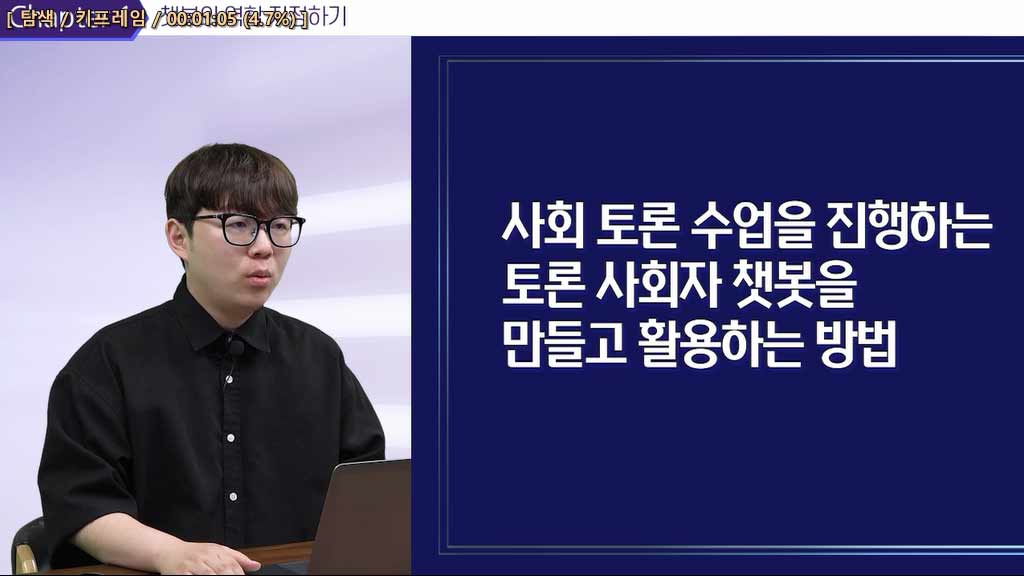 [ 탐색 / 키프레임 / 00:01:05 (4.7%) ]
사회 토론 수업을 진행하는
토론 사회자 챗봇을
만들고 활용하는 방법